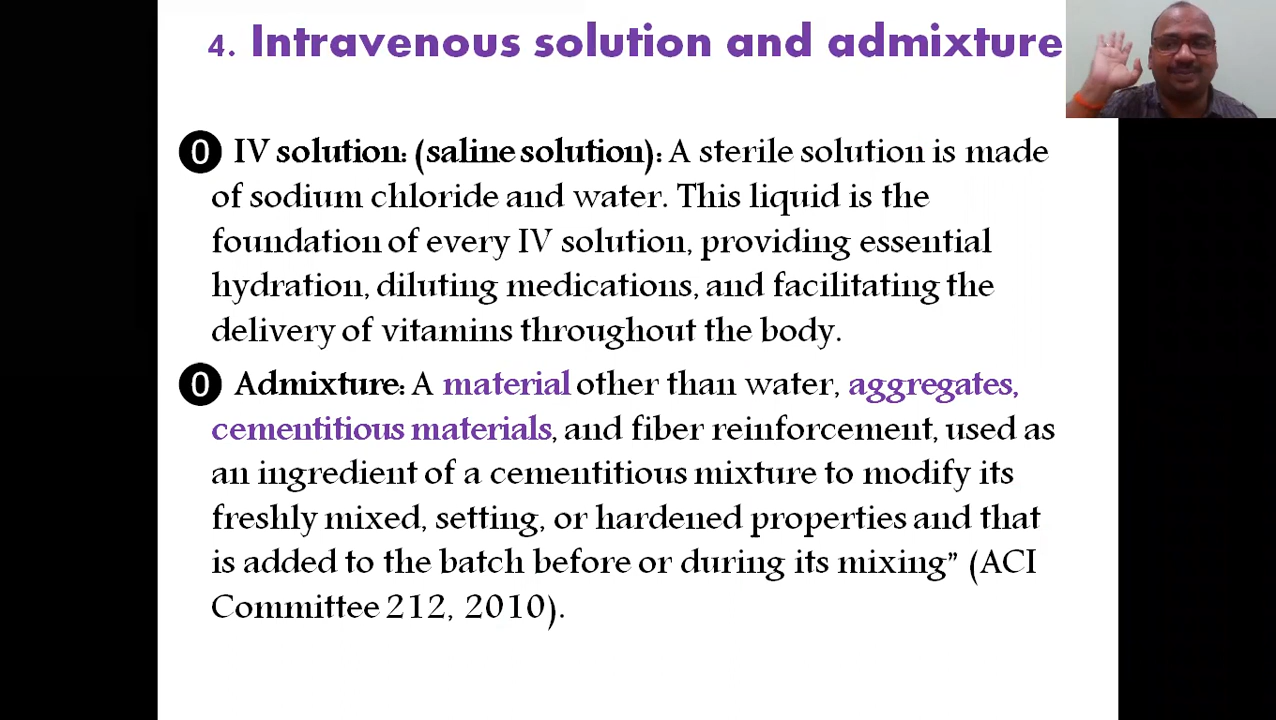 4. Intravenous solution and admixture
0 IV solution: (saline solution): A sterile solution is made
of sodium chloride and water. This liquid is the
foundation of every IV solution, providing essential
hydration, diluting medications, and facilitating the
delivery of vitamins throughout the body.
0 Admixture: A material other than water, aggregates,
cementitious materials, and fiber reinforcement, used as
an ingredient of a cementitious mixture to modify its
freshly mixed, setting, or hardened properties and that
is added to the batch before or during its mixing” (ACI
Committee 212, 2010).